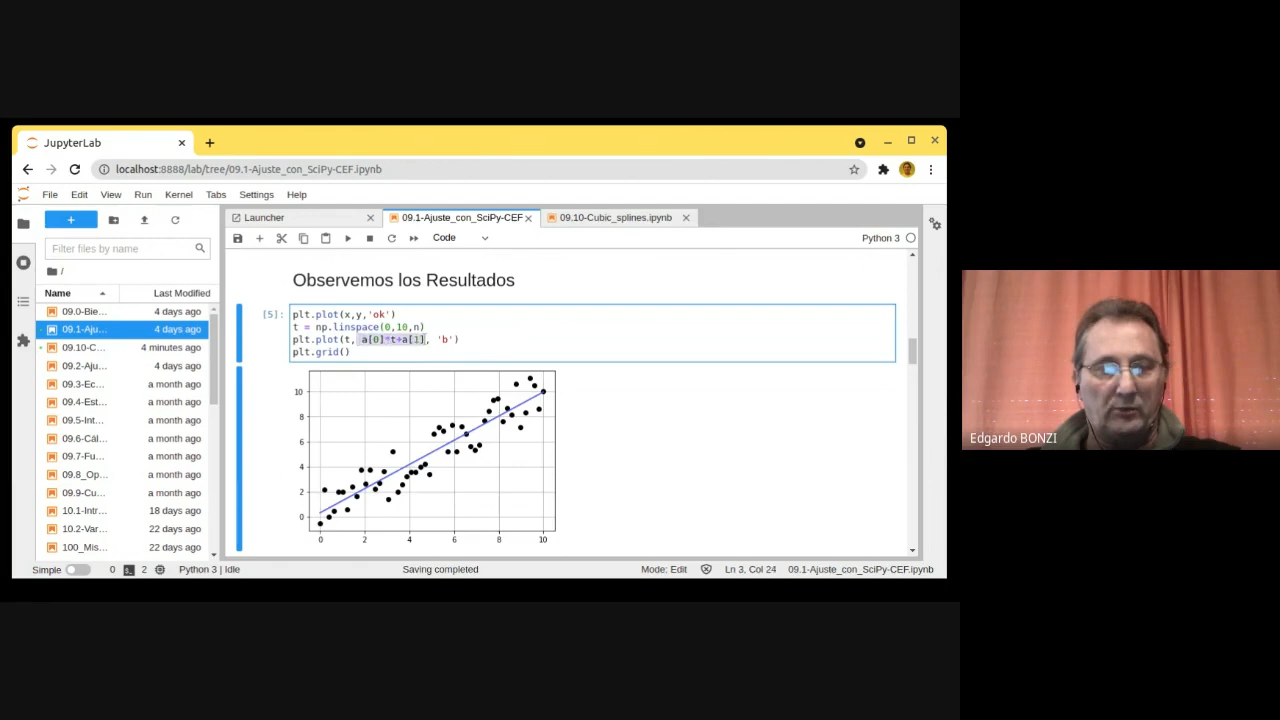 JupyterLab
localhost:8888/lab/tree/09.1-Ajuste_con_SciPy-CEF.ipynb
File Edit View Run Kernel Tabs Settings Help
Launcher
09.1-Ajuste_con_SciPy-CEF
09.10-Cubic_splines.ipynb
Code
Python 3
Filter files by name
/
Name Last Modified
09.0-Bie... 4 days ago
09.1-Aju... 4 days ago
09.10-C... 4 minutes ago
09.2-Aju... 4 days ago
09.3-Ec... a month ago
09.4-Est... a month ago
09.5-Int... a month ago
09.6-Cál... a month ago
09.7-Fu... a month ago
09.8_Op... a month ago
09.9-Cu... a month ago
10.1-Intr... 18 days ago
10.2-Var... 22 days ago
100_Mis... 22 days ago
Observemos los Resultados
[5]:
plt.plot(x,y,'ok')
t = np.linspace(0,10,n)
plt.plot(t, a[0]*t+a[1], 'b')
plt.grid()
10
8
6
4
2
0
0 2 4 6 8 10
Simple 0 2 Python 3 | Idle Saving completed Mode: Edit Ln 3, Col 24 09.1-Ajuste_con_SciPy-CEF.ipynb
Edgardo BONZI